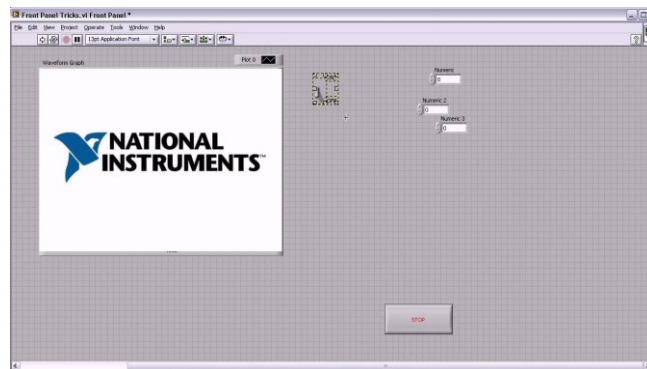 Front Panel Tricks.vi Front Panel *
File Edit View Project Operate Tools Window Help
13pt Application Font
Waveform Graph
Plot 0
NATIONAL
INSTRUMENTS™
Numeric
0
Numeric 2
0
Numeric 3
0
STOP